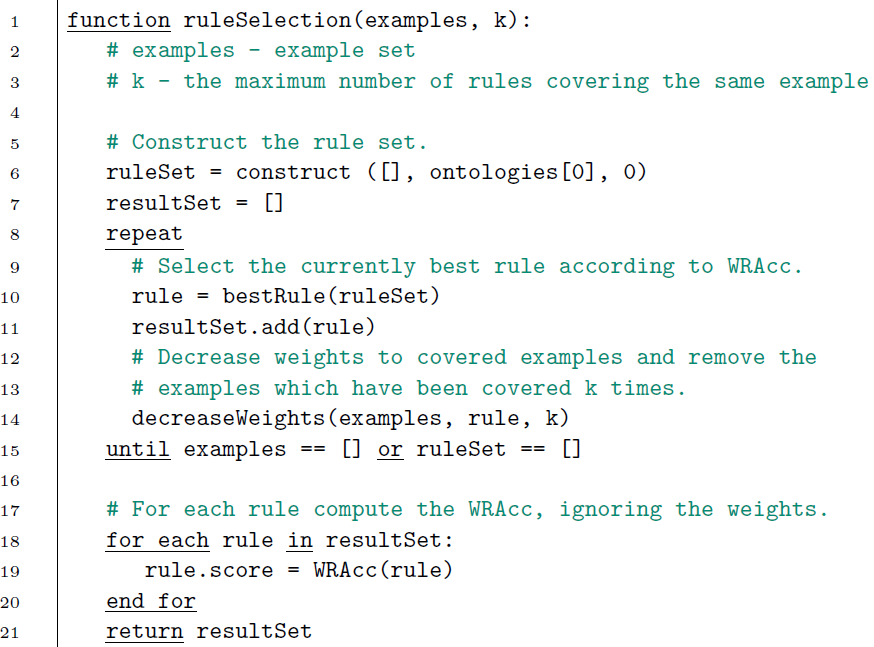 1 function ruleSelection(examples, k):
2 # examples - example set
3 # k - the maximum number of rules covering the same example
4
5 # Construct the rule set.
6 ruleSet = construct ([], ontologies[0], 0)
7 resultSet = []
8 repeat
9 # Select the currently best rule according to WRAcc.
10 rule = bestRule(ruleSet)
11 resultSet.add(rule)
12 # Decrease weights to covered examples and remove the
13 # examples which have been covered k times.
14 decreaseWeights(examples, rule, k)
15 until examples == [] or ruleSet == []
16
17 # For each rule compute the WRAcc, ignoring the weights.
18 for each rule in resultSet:
19 rule.score = WRAcc(rule)
20 end for
21 return resultSet